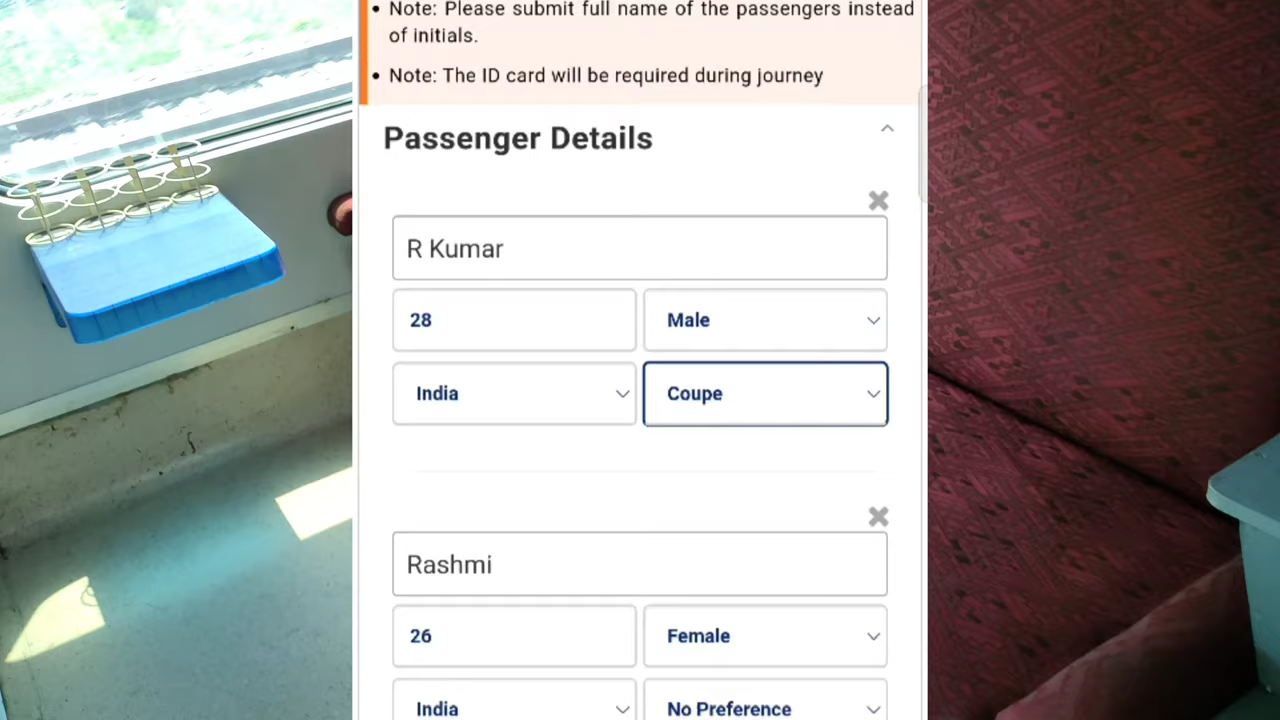 Note: Please submit full name of the passengers instead
of initials.
Note: The ID card will be required during journey
Passenger Details
R Kumar
28
Male
India
Coupe
Rashmi
26
Female
India
No Preference